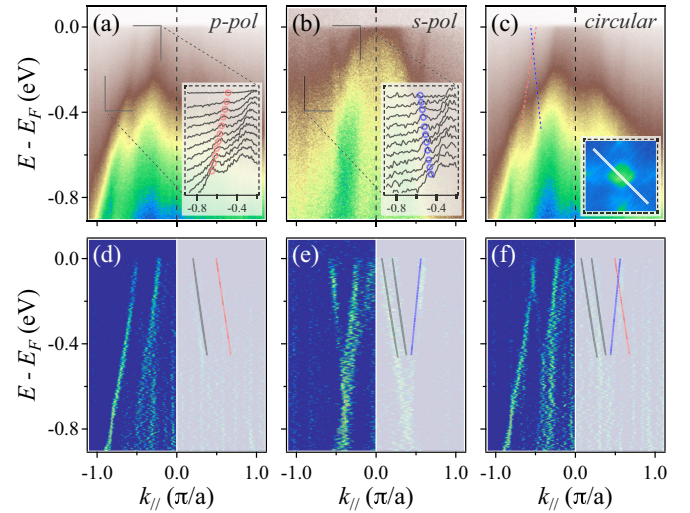 (a) p-pol
(b) s-pol
(c) circular
E - E_F (eV)
0.0
-0.4
-0.8
-0.8 -0.4
-0.8 -0.4
(d)
(e)
(f)
E - E_F (eV)
0.0
-0.4
-0.8
-1.0 0.0 1.0
-1.0 0.0 1.0
-1.0 0.0 1.0
k_// (π/a)
k_// (π/a)
k_// (π/a)